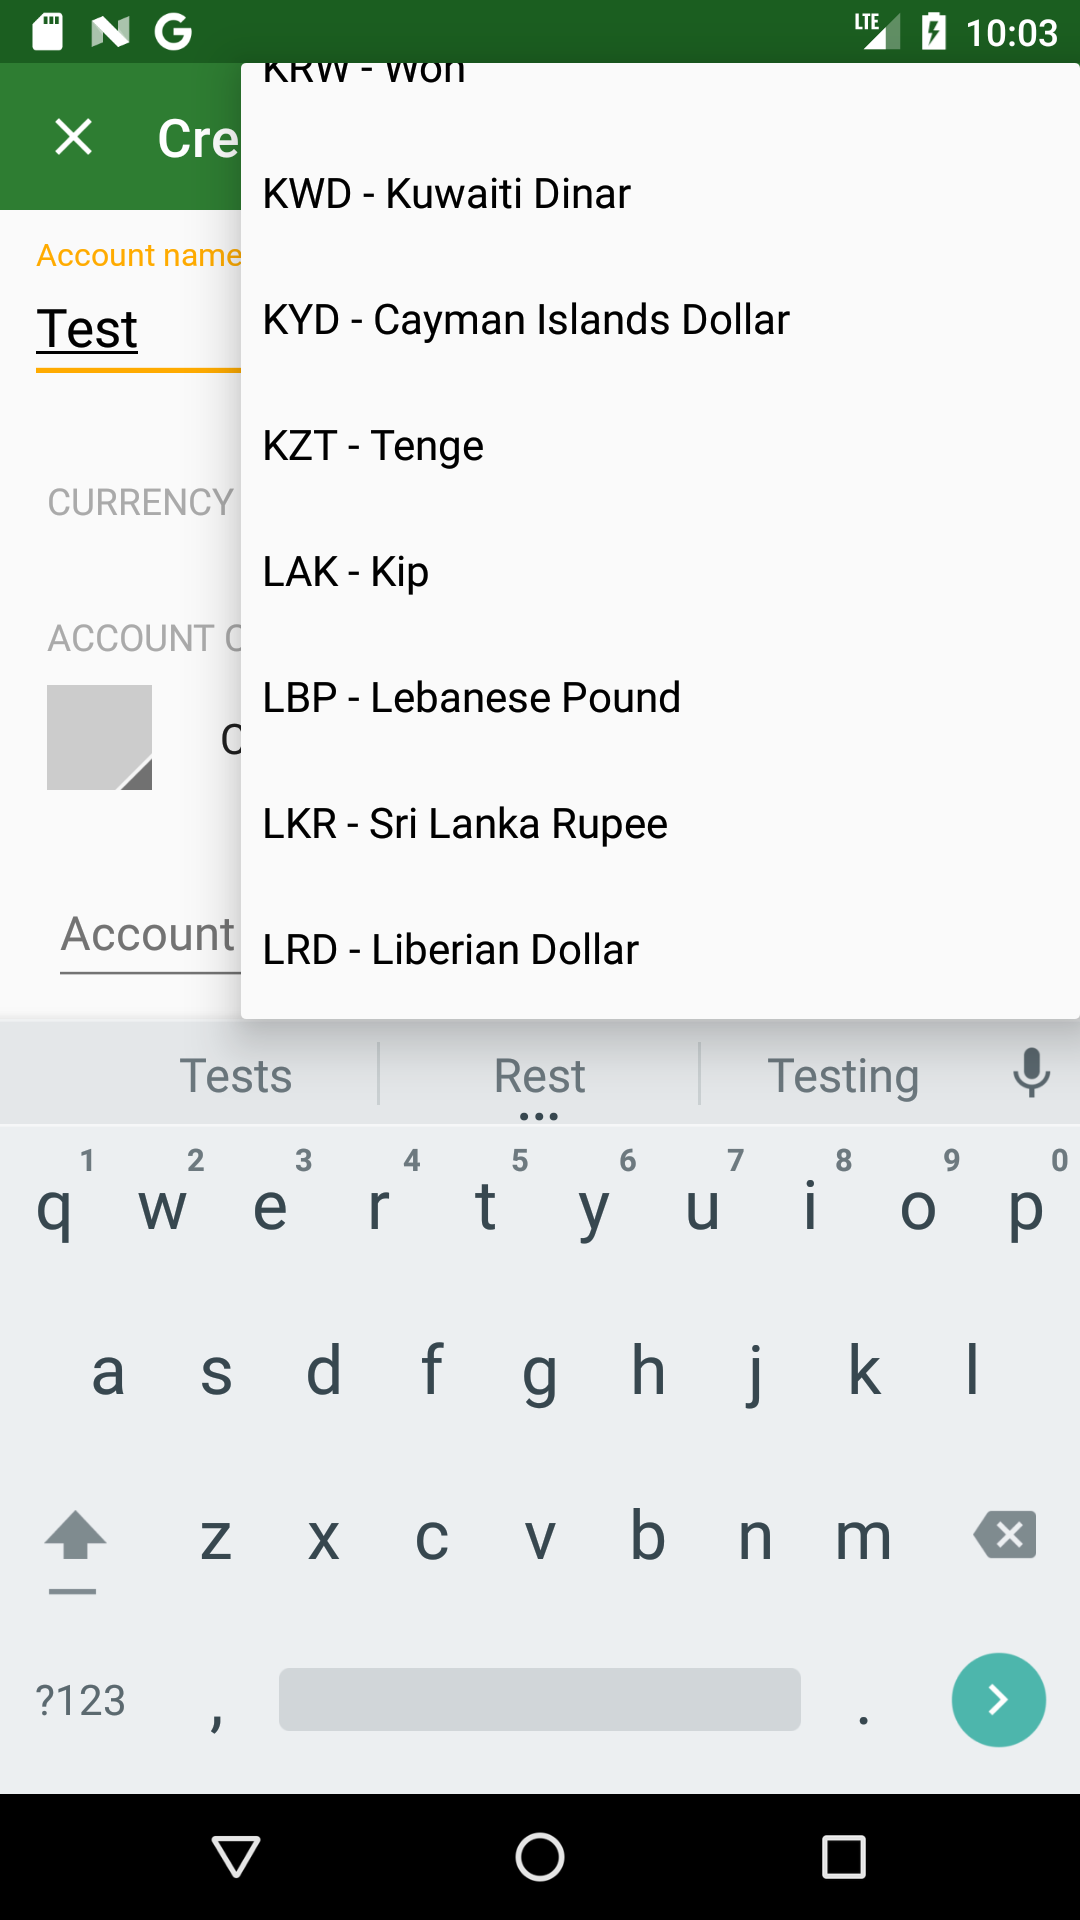 LTE 10:03
Cre
KRW - Won
KWD - Kuwaiti Dinar
Account name
KYD - Cayman Islands Dollar
Test
KZT - Tenge
CURRENCY
LAK - Kip
ACCOUNT C
LBP - Lebanese Pound
C
LKR - Sri Lanka Rupee
Account
LRD - Liberian Dollar
Tests Rest Testing
1 2 3 4 5 6 7 8 9 0
q w e r t y u i o p
a s d f g h j k l
z x c v b n m
?123 , .